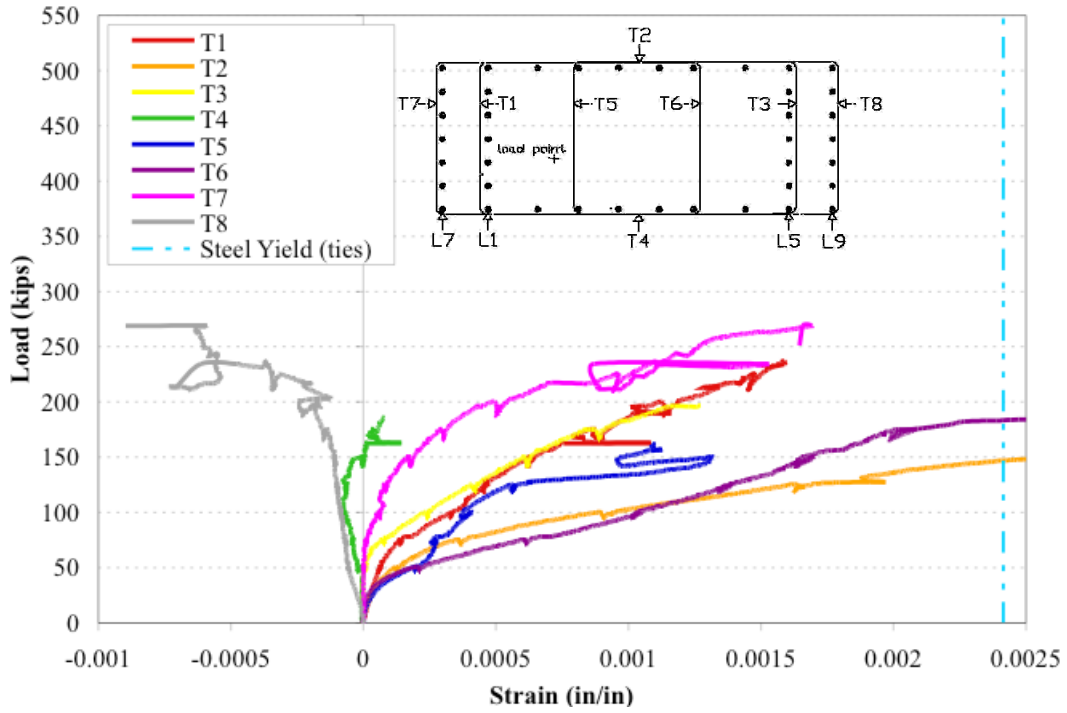 550
500
450
400
350
300
250
200
150
100
50
0
Load (kips)
T1
T2
T3
T4
T5
T6
T7
T8
Steel Yield (ties)
T2
T7 T1 T5 T6 T3 T8
load point
L7 L1 T4 L5 L9
-0.001 -0.0005 0 0.0005 0.001 0.0015 0.002 0.0025
Strain (in/in)